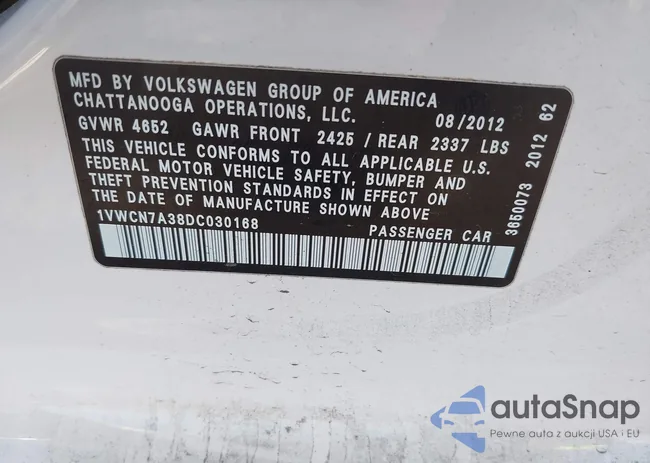 MFD BY VOLKSWAGEN GROUP OF AMERICA
CHATTANOOGA OPERATIONS, LLC. 08/2012
GVWR 4652 GAWR FRONT 2425 / REAR 2337 LBS
THIS VEHICLE CONFORMS TO ALL APPLICABLE U.S.
FEDERAL MOTOR VEHICLE SAFETY, BUMPER AND
THEFT PREVENTION STANDARDS IN EFFECT ON
THE DATE OF MANUFACTURE SHOWN ABOVE
1VWCN7A38DC030168 PASSENGER CAR
3650073 2012 62
autaSnap
Pewne auta z aukcji USA i EU